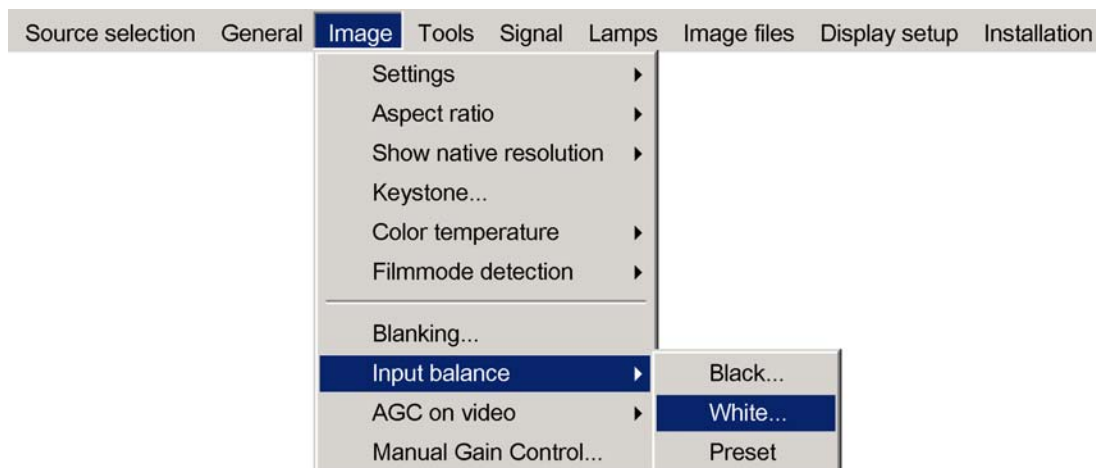 Source selection General Image Tools Signal Lamps Image files Display setup Installation
Settings
Aspect ratio
Show native resolution
Keystone...
Color temperature
Filmmode detection
Blanking...
Input balance
Black...
AGC on video
White...
Manual Gain Control...
Preset